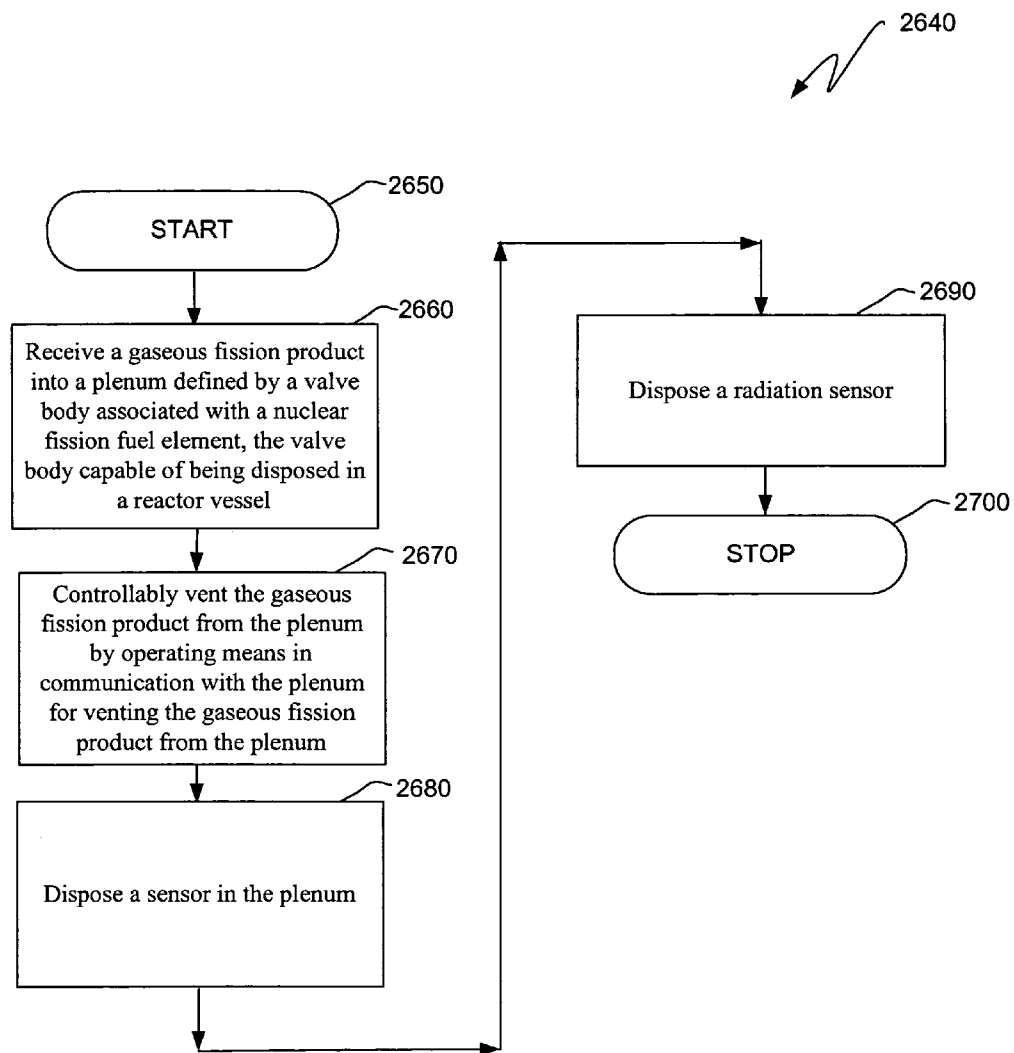 2640
2650
START
2660
Receive a gaseous fission product
into a plenum defined by a valve
body associated with a nuclear
fission fuel element, the valve
body capable of being disposed in
a reactor vessel
2670
Controllably vent the gaseous
fission product from the plenum
by operating means in
communication with the plenum
for venting the gaseous fission
product from the plenum
2680
Dispose a sensor in the plenum
2690
Dispose a radiation sensor
2700
STOP